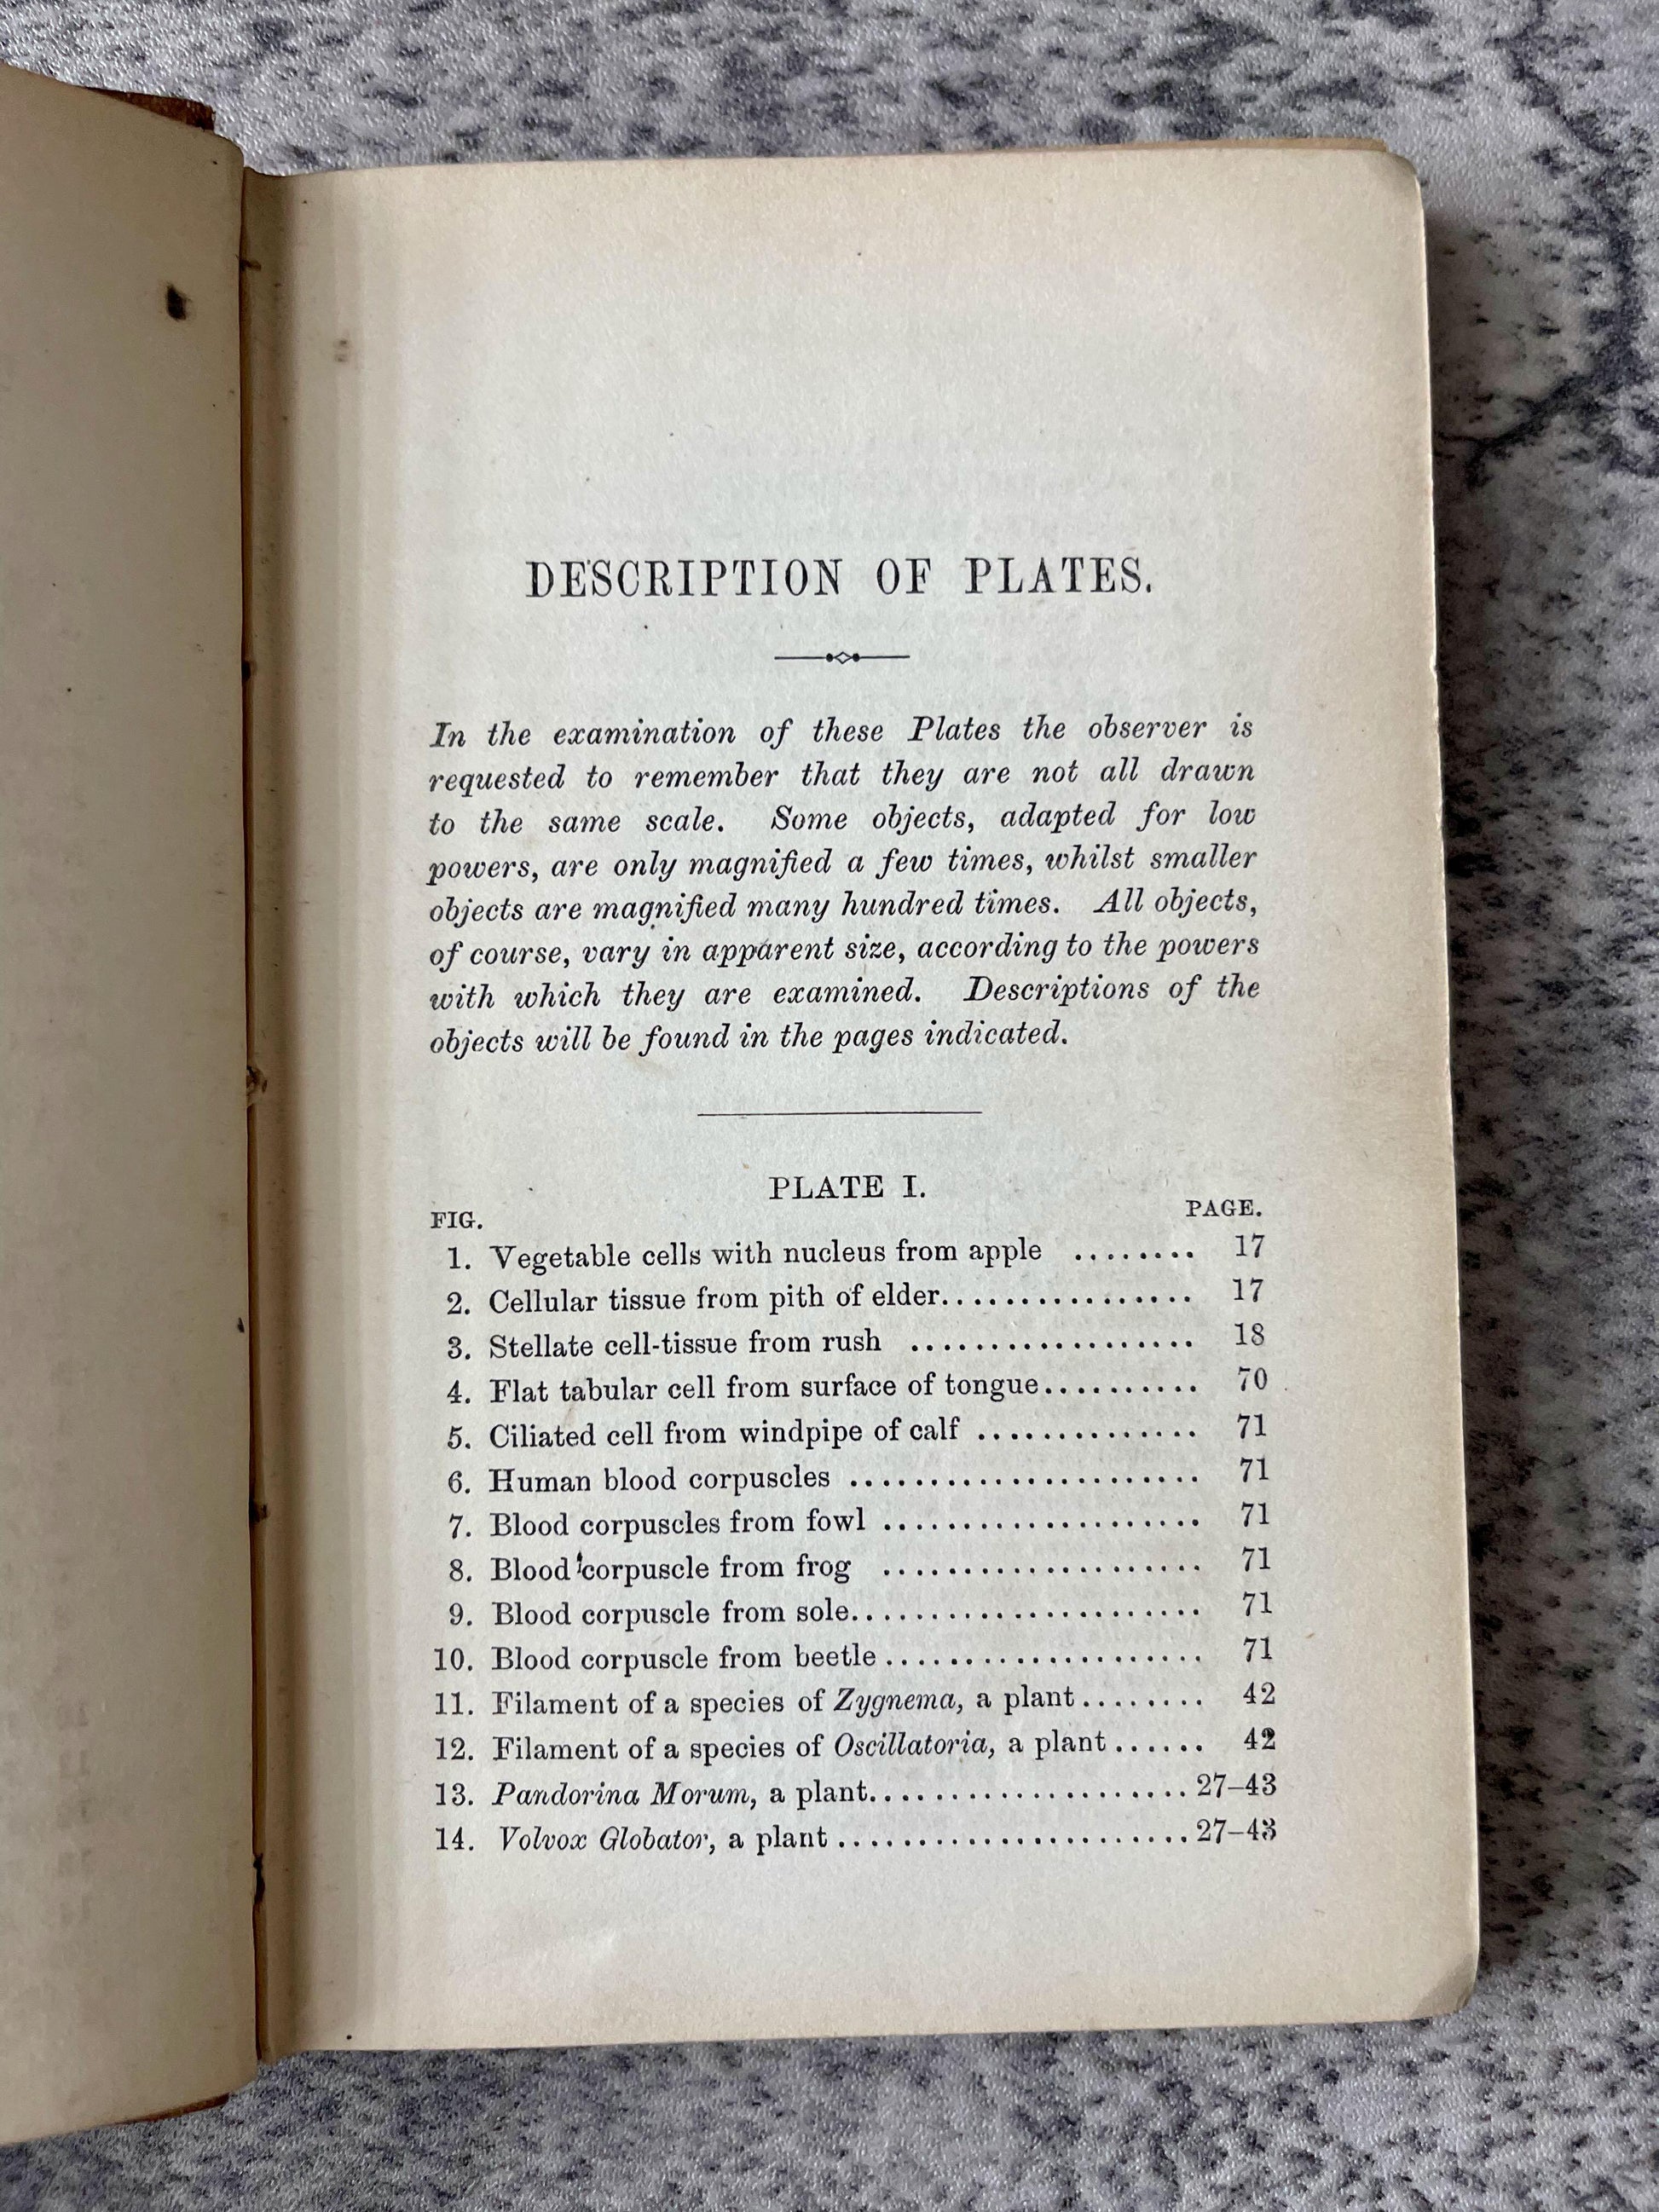 DESCRIPTION OF PLATES.
In the examination of these Plates the observer is
requested to remember that they are not all drawn
to the same scale. Some objects, adapted for low
powers, are only magnified a few times, whilst smaller
objects are magnified many hundred times. All objects,
of course, vary in apparent size, according to the powers
with which they are examined. Descriptions of the
objects will be found in the pages indicated.
PLATE I.
FIG. PAGE.
1. Vegetable cells with nucleus from apple ........ 17
2. Cellular tissue from pith of elder................ 17
3. Stellate cell-tissue from rush .................. 18
4. Flat tabular cell from surface of tongue.......... 70
5. Ciliated cell from windpipe of calf .............. 71
6. Human blood corpuscles ...................... 71
7. Blood corpuscles from fowl .................... 71
8. Blood corpuscle from frog .................... 71
9. Blood corpuscle from sole...................... 71
10. Blood corpuscle from beetle.................... 71
11. Filament of a species of Zygnema, a plant........ 42
12. Filament of a species of Oscillatoria, a plant...... 42
13. Pandorina Morum, a plant.................... 27–43
14. Volvox Globator, a plant...................... 27–43